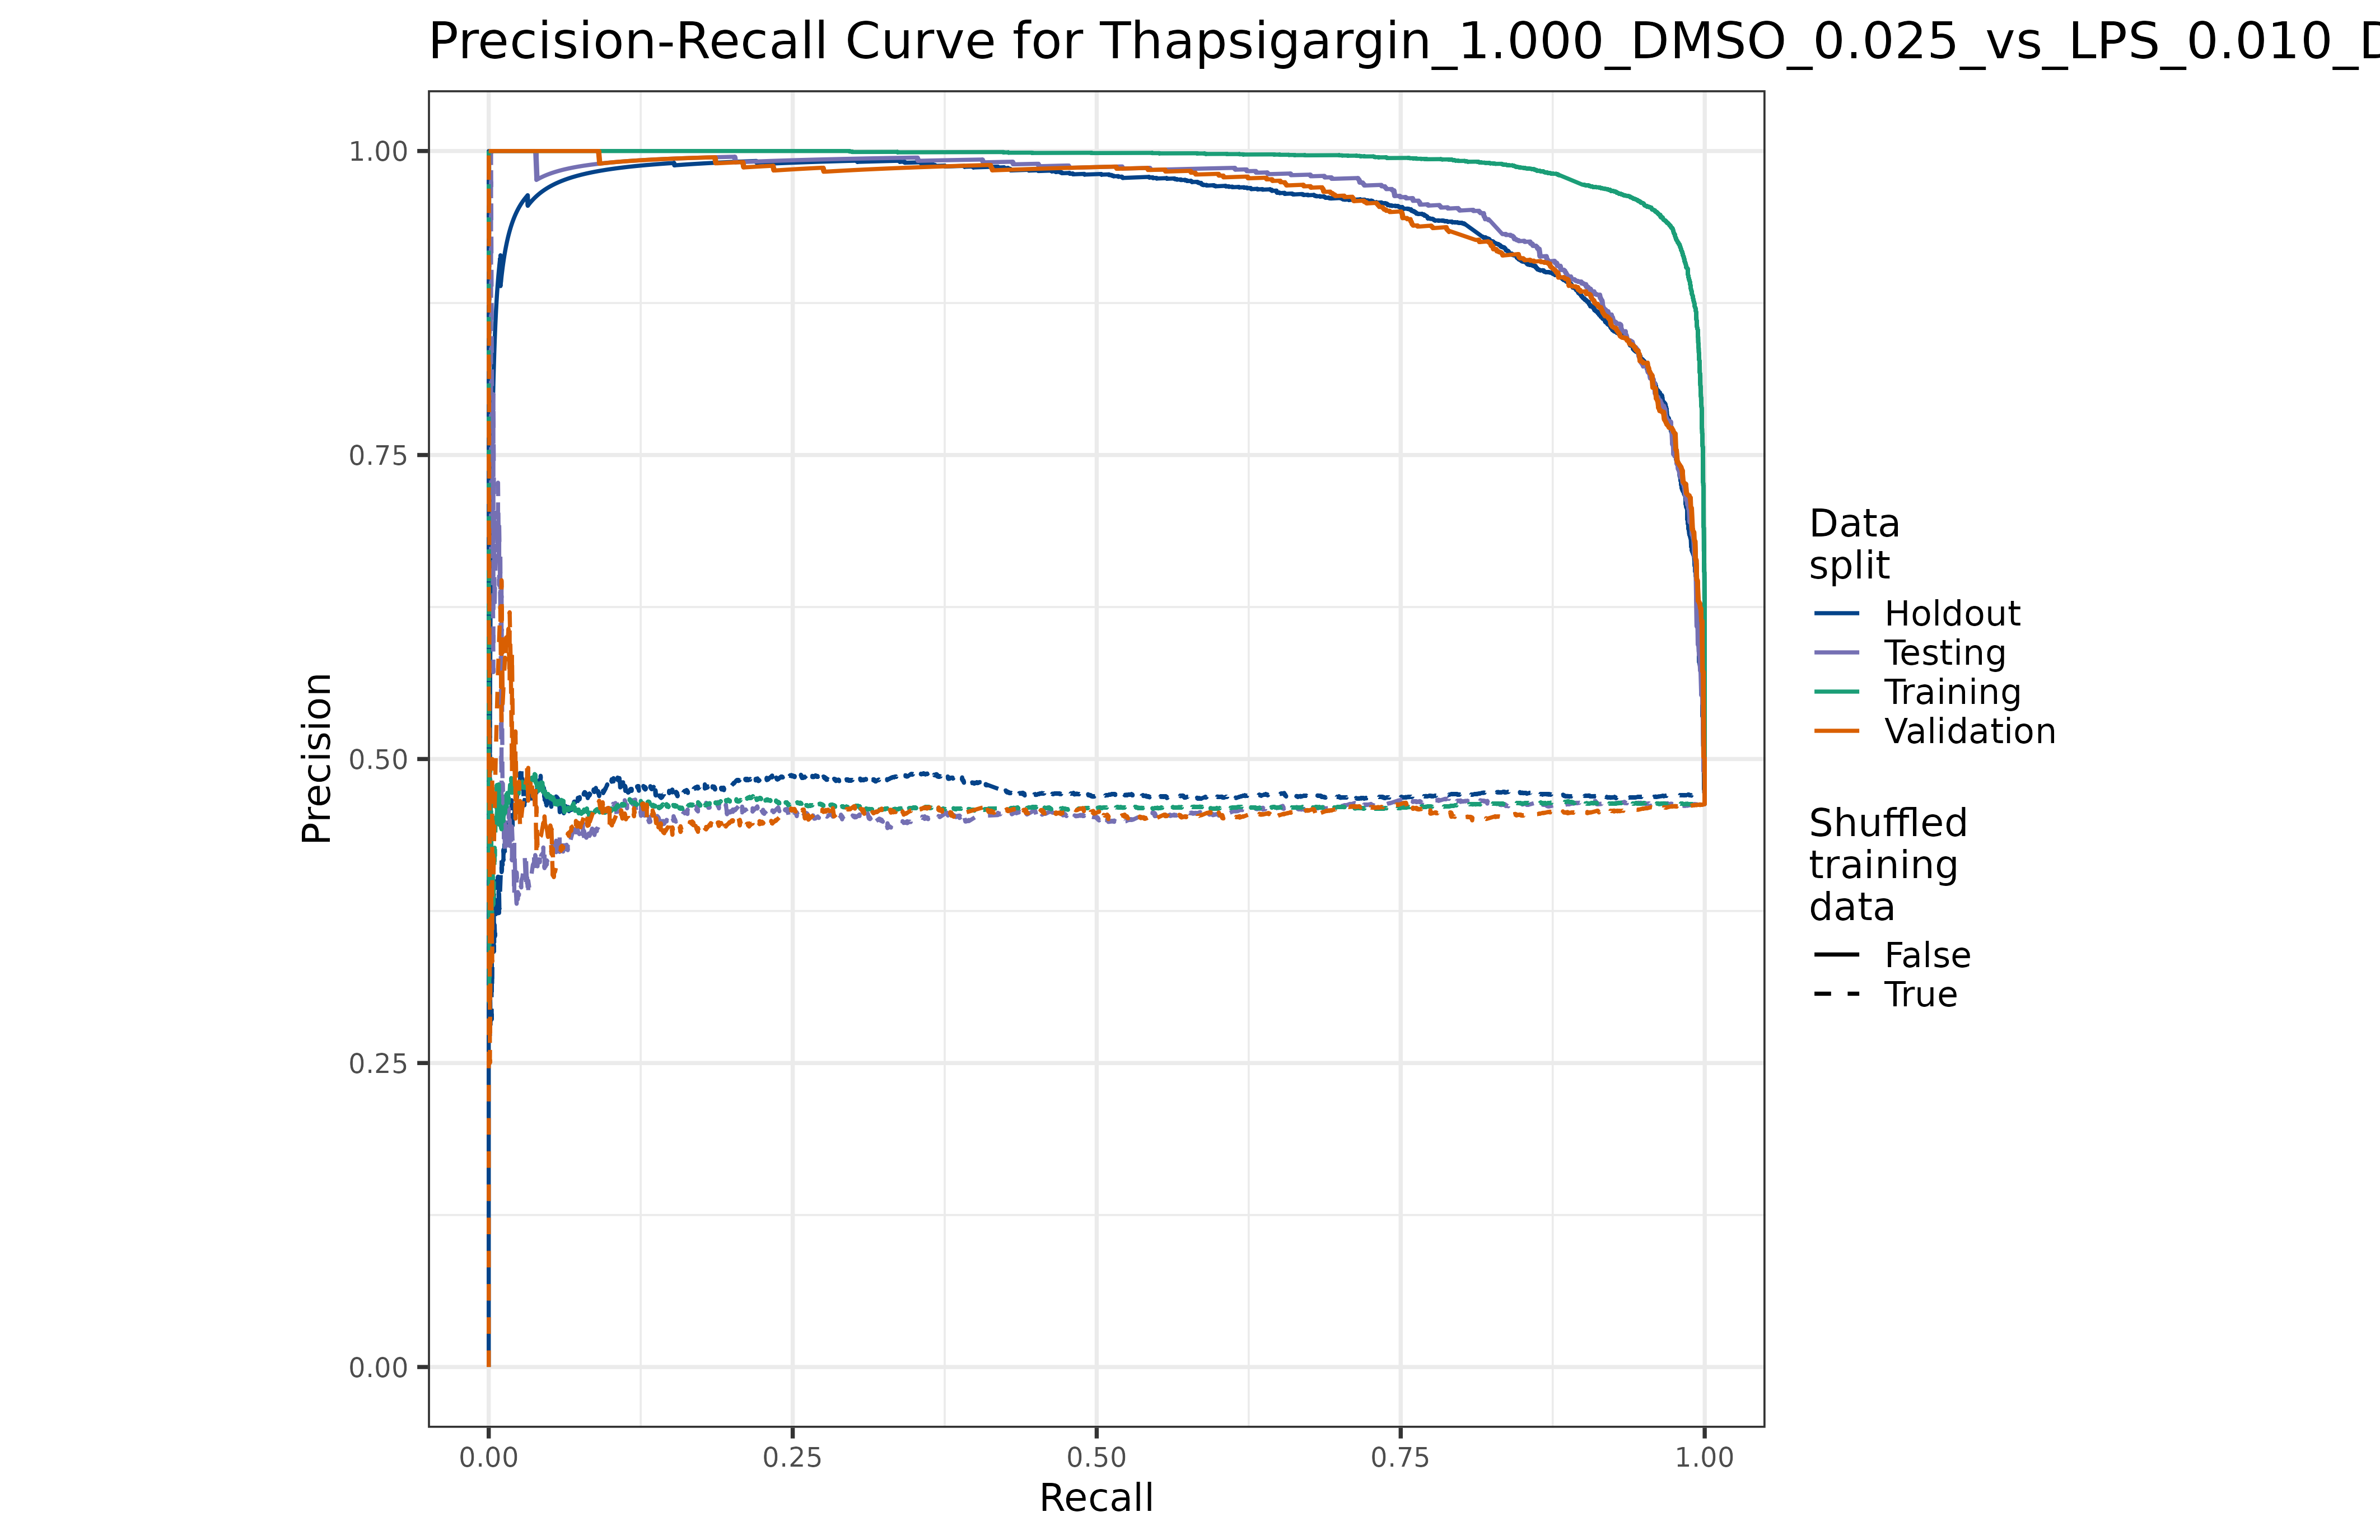 Precision-Recall Curve for Thapsigargin_1.000_DMSO_0.025_vs_LPS_0.010_D
1.00
0.75
0.50
0.25
0.00
Precision
0.00 0.25 0.50 0.75 1.00
Recall
Data
split
Holdout
Testing
Training
Validation
Shuffled
training
data
False
True